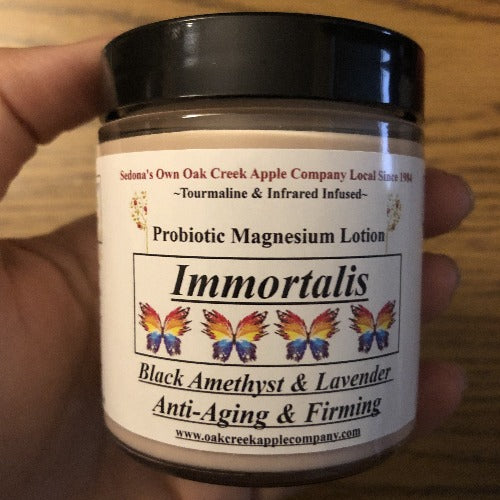 Sedona's Own Oak Creek Apple Company Local Since 1984
~Tourmaline & Infrared Infused~
Probiotic Magnesium Lotion
Immortalis
Black Amethyst & Lavender
Anti-Aging & Firming
www.oakcreekapplecompany.com